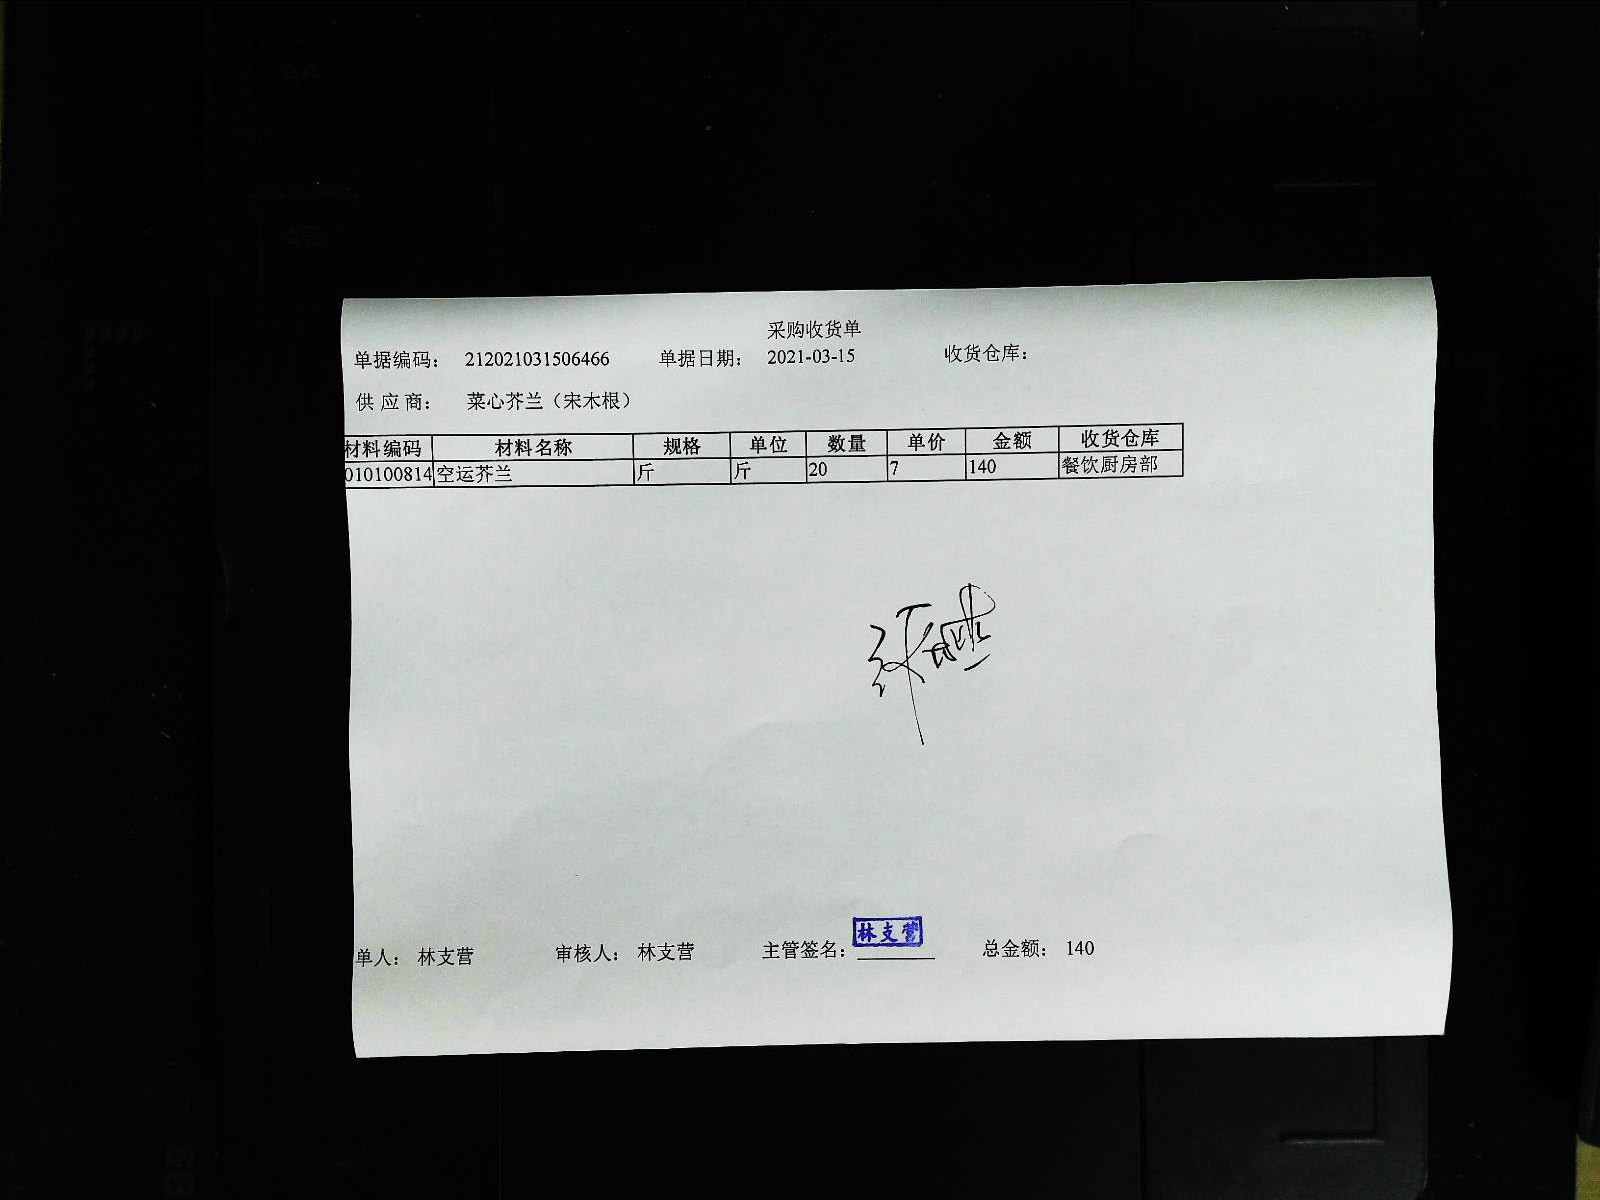 采购收货单
单据编码: 212021031506466 单据日期: 2021-03-15 收货仓库:
供 应 商: 菜心芥兰（宋木根）
材料编码 材料名称 规格 单位 数量 单价 金额 收货仓库
010100814 空运芥兰 斤 斤 20 7 140 餐饮厨房部
林支营
单人: 林支营 审核人: 林支营 主管签名: 总金额: 140